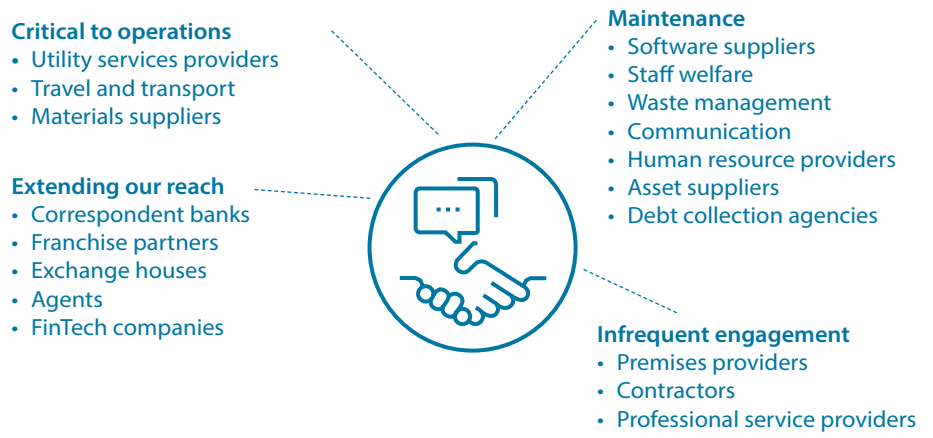 Critical to operations
• Utility services providers
• Travel and transport
• Materials suppliers
Extending our reach
• Correspondent banks
• Franchise partners
• Exchange houses
• Agents
• FinTech companies
Maintenance
• Software suppliers
• Staff welfare
• Waste management
• Communication
• Human resource providers
• Asset suppliers
• Debt collection agencies
Infrequent engagement
• Premises providers
• Contractors
• Professional service providers